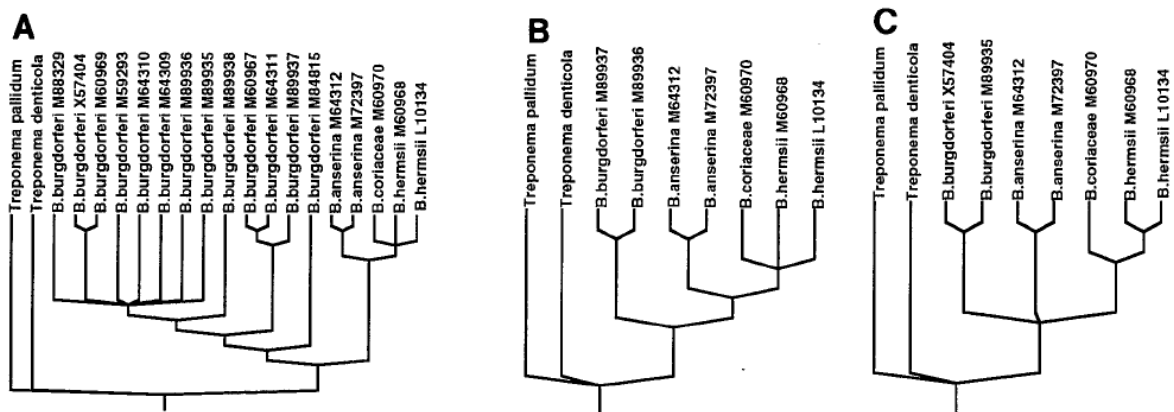 A
Treponema pallidum
Treponema denticola
B.burgdorferi M88329
B.burgdorferi X57404
B.burgdorferi M60969
B.burgdorferi M59293
B.burgdorferi M64310
B.burgdorferi M64309
B.burgdorferi M89936
B.burgdorferi M89935
B.burgdorferi M89938
B.burgdorferi M60967
B.burgdorferi M64311
B.burgdorferi M89937
B.burgdorferi M84815
B.anserina M64312
B.anserina M72397
B.coriaceae M60970
B.hermsii M60968
B.hermsii L10134
B
Treponema pallidum
Treponema denticola
B.burgdorferi M89937
B.burgdorferi M89936
B.anserina M64312
B.anserina M72397
B.coriaceae M60970
B.hermsii M60968
B.hermsii L10134
C
Treponema pallidum
Treponema denticola
B.burgdorferi X57404
B.burgdorferi M89935
B.anserina M64312
B.anserina M72397
B.coriaceae M60970
B.hermsii M60968
B.hermsii L10134